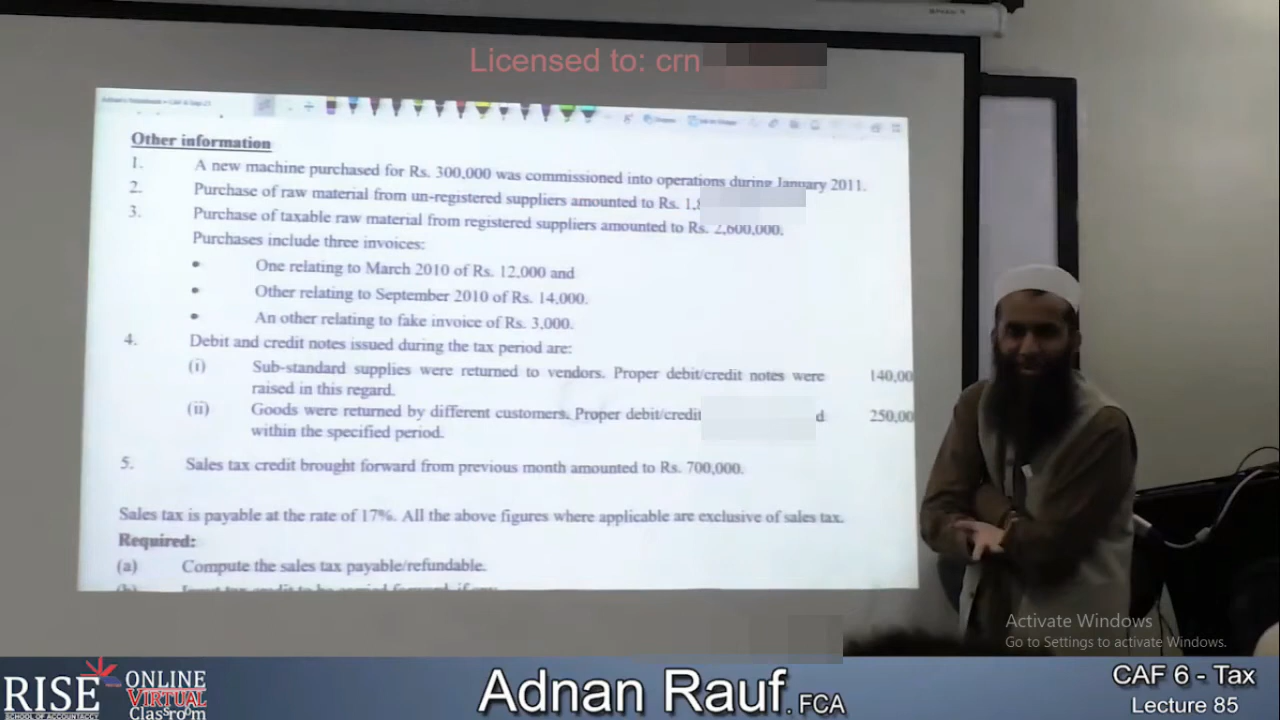 Licensed to: crn
Other information
1. A new machine purchased for Rs. 300,000 was commissioned into operations during January 2011.
2. Purchase of raw material from un-registered suppliers amounted to Rs.
3. Purchase of taxable raw material from registered suppliers amounted to Rs. 2,600,000.
Purchases include three invoices:
• One relating to March 2010 of Rs. 12,000 and
• Other relating to September 2010 of Rs. 14,000.
• An other relating to fake invoice of Rs. 3,000.
4. Debit and credit notes issued during the tax period are:
(i) Sub-standard supplies were returned to vendors. Proper debit/credit notes were 140,00
raised in this regard.
(ii) Goods were returned by different customers. Proper debit/credit d 250,00
within the specified period.
5. Sales tax credit brought forward from previous month amounted to Rs. 700,000.
Sales tax is payable at the rate of 17%. All the above figures where applicable are exclusive of sales tax.
Required:
(a) Compute the sales tax payable/refundable.
Activate Windows
Go to Settings to activate Windows.
RISE ONLINE
SCHOOL OF ACCOUNTANCY VIRTUAL
Classroom
Adnan Rauf. FCA
CAF 6 - Tax
Lecture 85